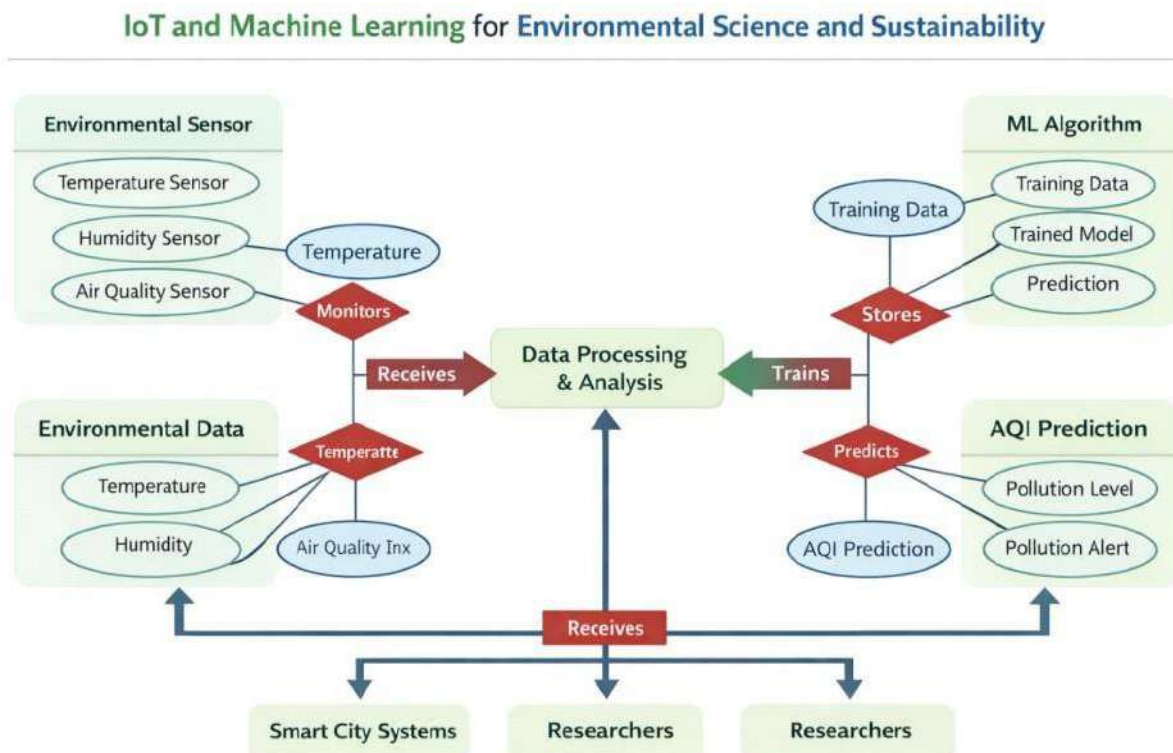 IoT and Machine Learning for Environmental Science and Sustainability
Environmental Sensor
Temperature Sensor
Humidity Sensor
Air Quality Sensor
Temperature
Monitors
Receives
Data Processing
& Analysis
Trains
ML Algorithm
Training Data
Training Data
Trained Model
Prediction
Stores
Environmental Data
Temperature
Humidity
Temperatte
Air Quality Inx
Predicts
AQI Prediction
AQI Prediction
Pollution Level
Pollution Alert
Receives
Smart City Systems
Researchers
Researchers